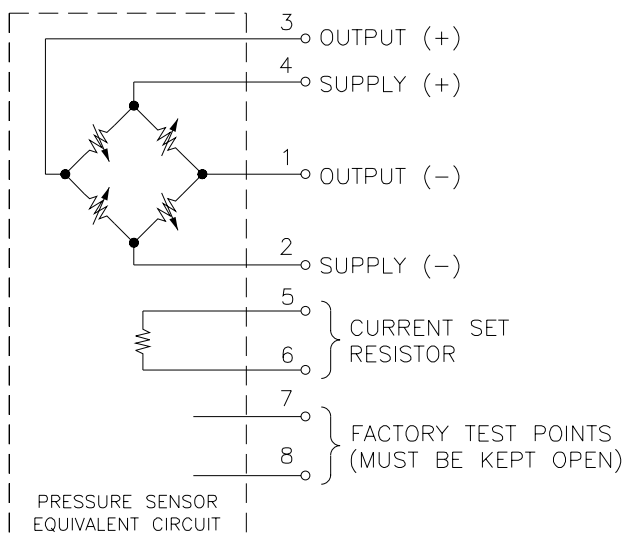 3
OUTPUT (+)
4
SUPPLY (+)
1
OUTPUT (−)
2
SUPPLY (−)
5
CURRENT SET
RESISTOR
6
7
FACTORY TEST POINTS
(MUST BE KEPT OPEN)
8
PRESSURE SENSOR
EQUIVALENT CIRCUIT